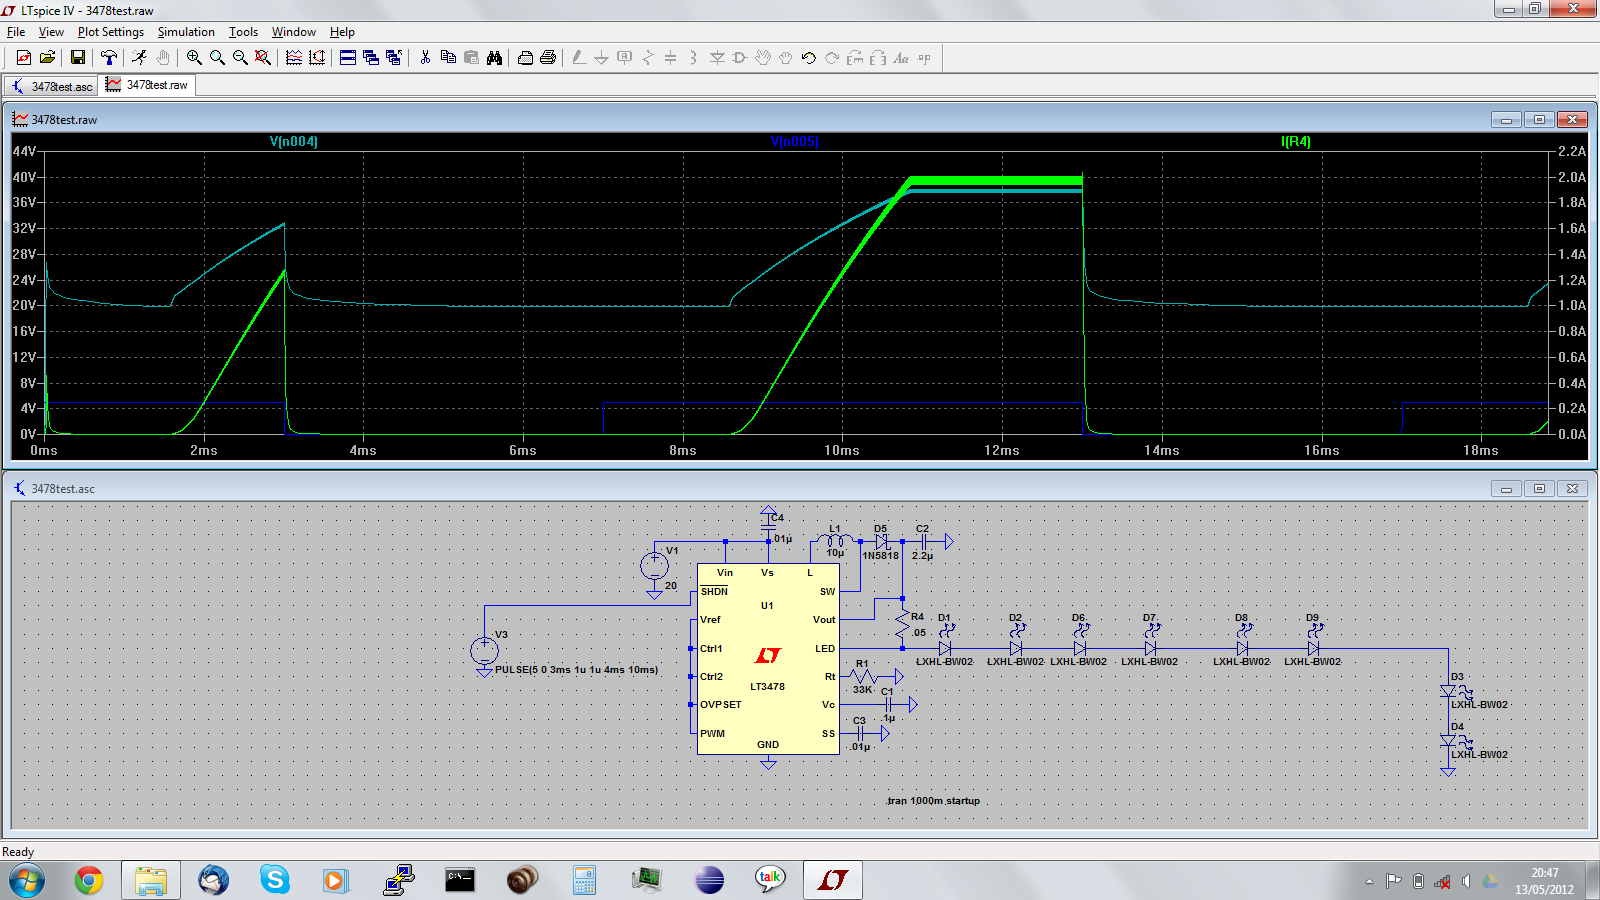 LTspice IV - 3478test.raw
File View Plot Settings Simulation Tools Window Help
3478test.asc 3478test.raw
3478test.raw
V(n004) V(n005) I(R4)
44V 2.2A
40V 2.0A
36V 1.8A
32V 1.6A
28V 1.4A
24V 1.2A
20V 1.0A
16V 0.8A
12V 0.6A
8V 0.4A
4V 0.2A
0V 0.0A
0ms 2ms 4ms 6ms 8ms 10ms 12ms 14ms 16ms 18ms
3478test.asc
C4
.01µ
V1
20
L1
10µ
D5
1N5818
C2
2.2µ
Vin Vs L
SHDN SW
U1
Vref Vout
Ctrl1 LED
Ctrl2 Rt
LT3478
OVPSET Vc
PWM SS
GND
V3
PULSE(5 0 3ms 1u 1u 4ms 10ms)
R4
.05
D1 D2 D6 D7 D8 D9
LXHL-BW02 LXHL-BW02 LXHL-BW02 LXHL-BW02 LXHL-BW02 LXHL-BW02
R1
33K
C1
.1µ
C3
.01µ
D3
LXHL-BW02
D4
LXHL-BW02
.tran 1000m startup
Ready
C:\_
talk
20:47
13/05/2012